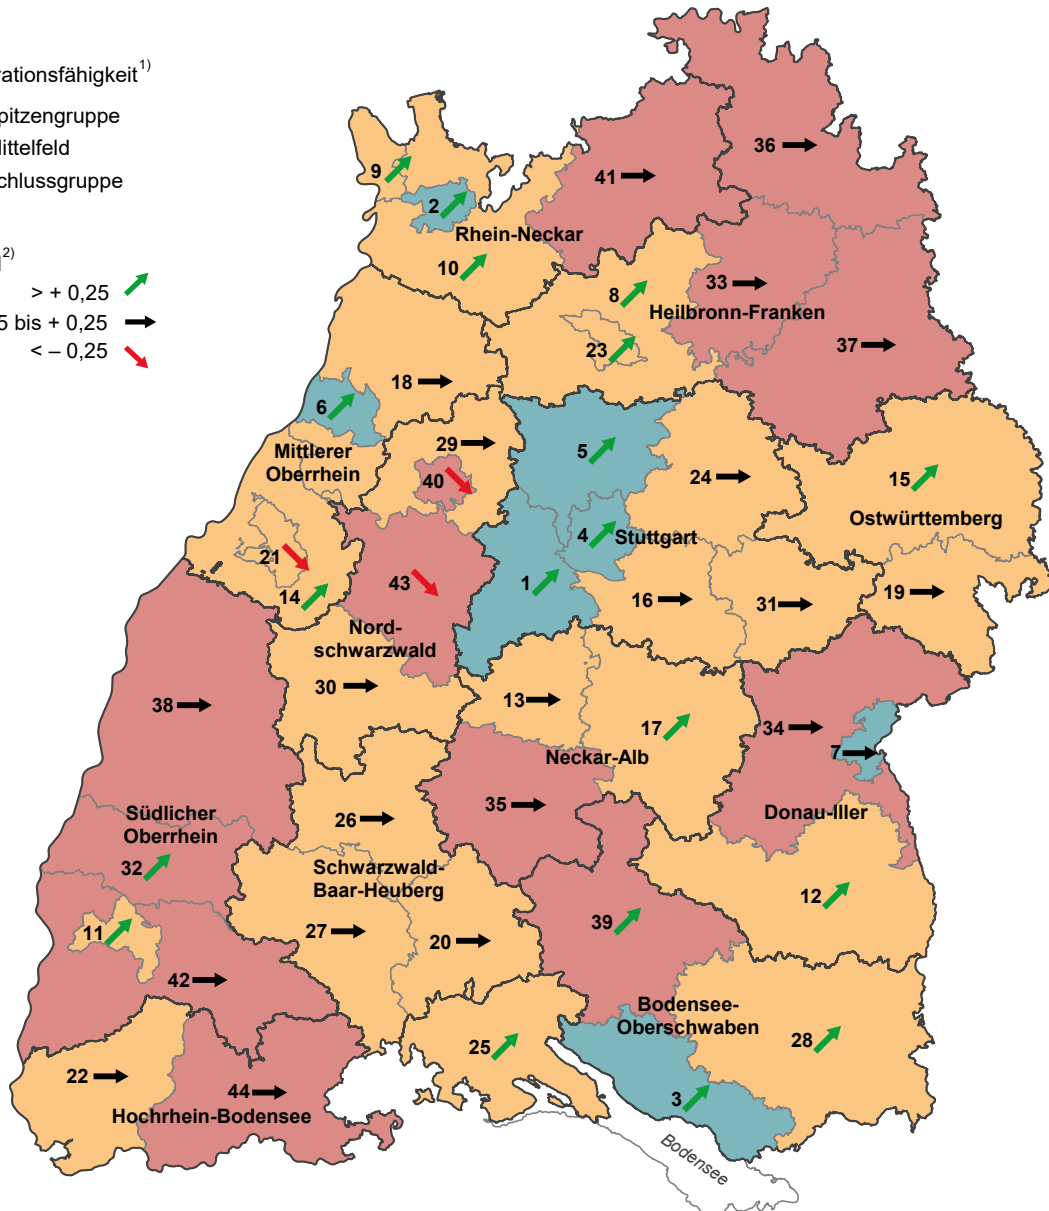 rationsfähigkeit1)
pitzengruppe
ittelfeld
chlussgruppe
2)
> + 0,25
5 bis + 0,25
< – 0,25
36
41
9
2
Rhein-Neckar
10
8
33
Heilbronn-Franken
23
37
18
6
29
5
Mittlerer
Oberrhein
40
24
15
Ostwürttemberg
4
Stuttgart
21
43
1
14
16
31
19
Nord-
schwarzwald
30
13
38
17
34
7
Neckar-Alb
35
Donau-Iller
Südlicher
Oberrhein
26
32
Schwarzwald-
Baar-Heuberg
12
39
11
27
20
42
Bodensee-
Oberschwaben
28
25
22
44
3
Hochrhein-Bodensee
Bodensee